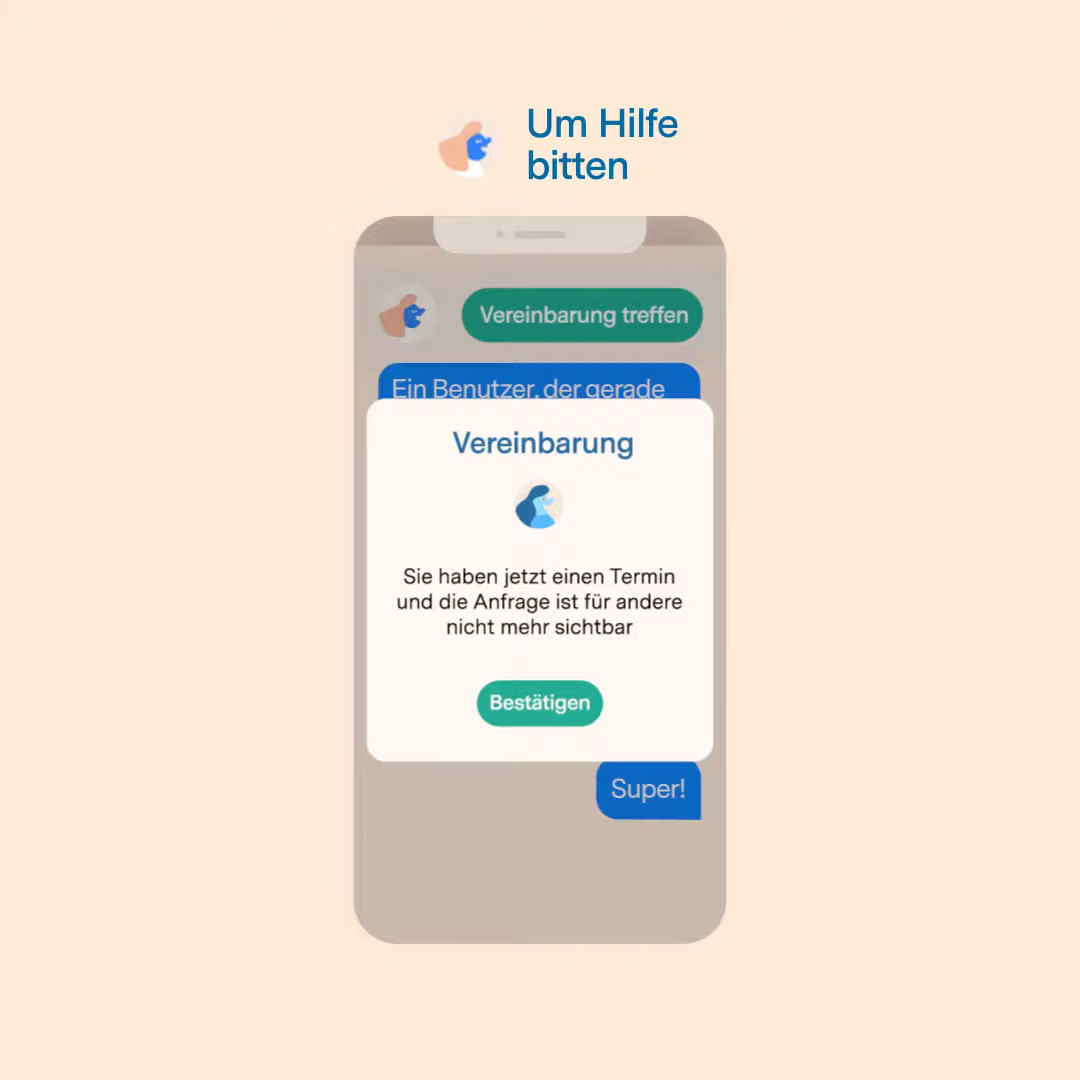 Um Hilfe
bitten
Vereinbarung treffen
Ein Benutzer, der gerade
Vereinbarung
Sie haben jetzt einen Termin
und die Anfrage ist für andere
nicht mehr sichtbar
Bestätigen
Super!